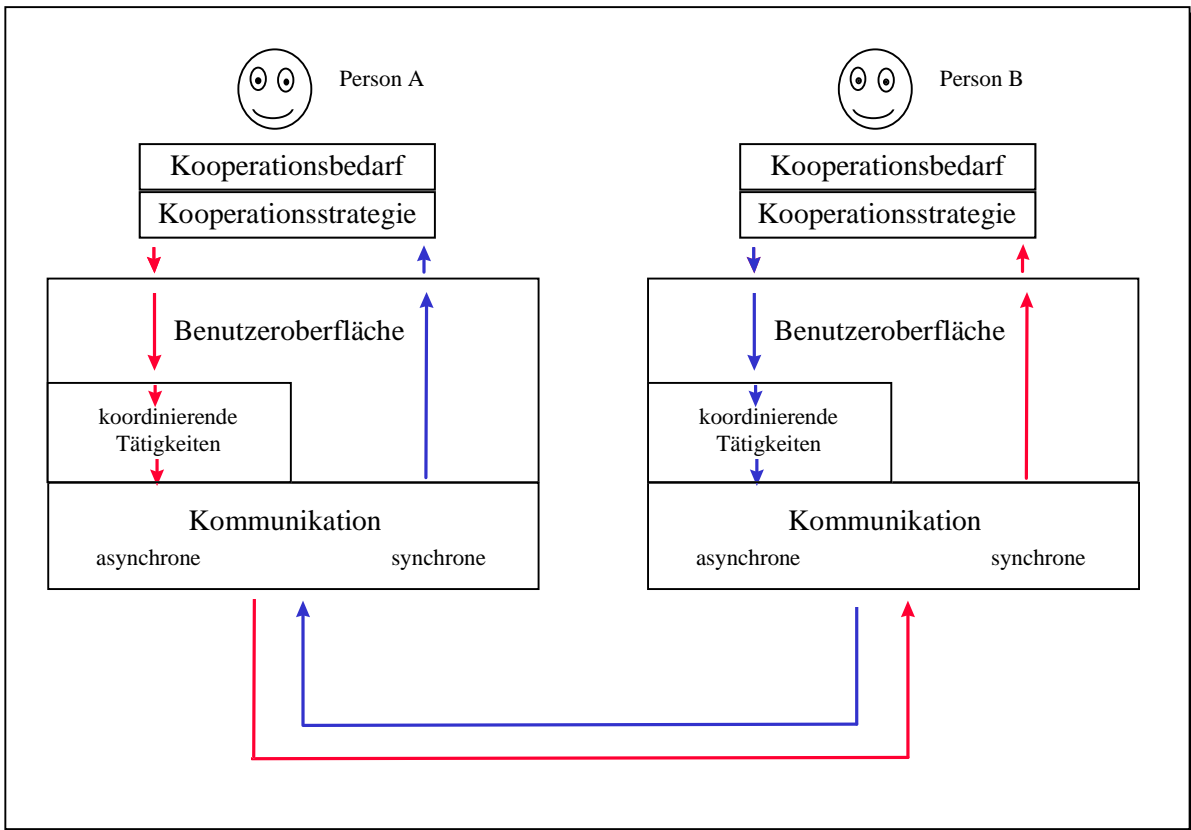 Person A
Kooperationsbedarf
Kooperationsstrategie
Benutzeroberfläche
koordinierende
Tätigkeiten
Kommunikation
asynchrone synchrone
Person B
Kooperationsbedarf
Kooperationsstrategie
Benutzeroberfläche
koordinierende
Tätigkeiten
Kommunikation
asynchrone synchrone